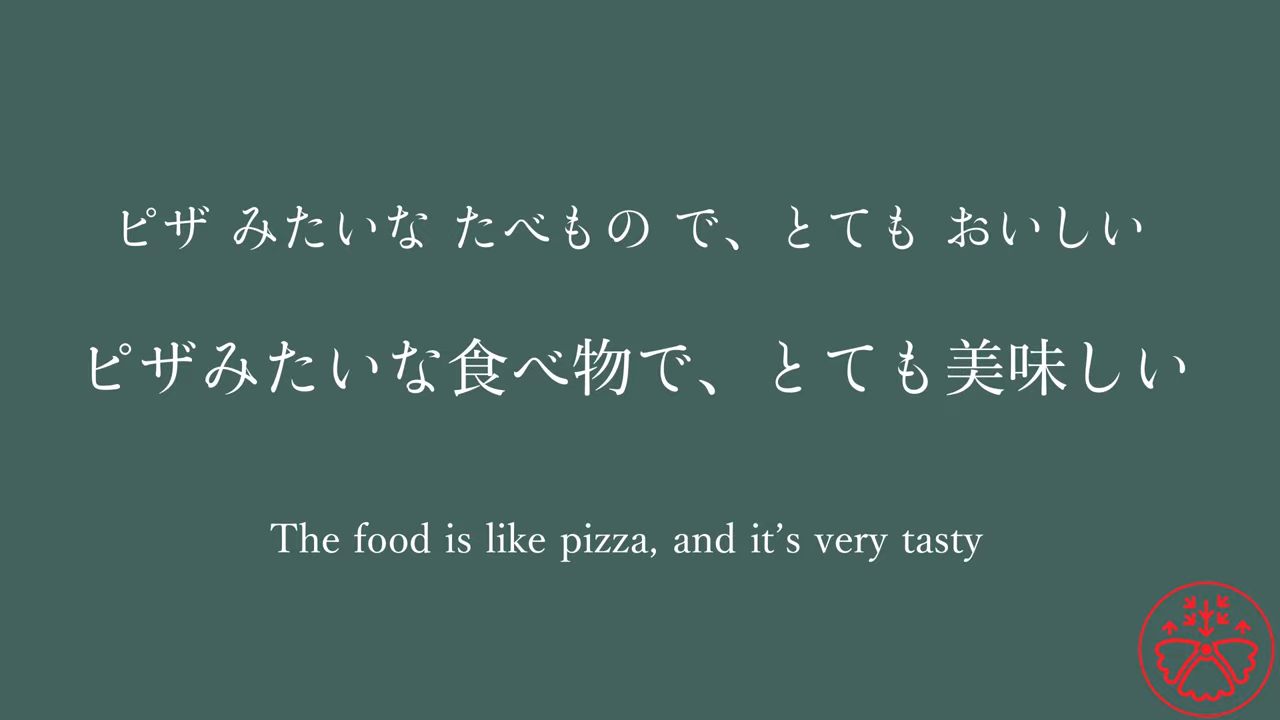 ピザ みたいな たべもの で、とても おいしい
ピザみたいな食べ物で、とても美味しい
The food is like pizza, and it’s very tasty